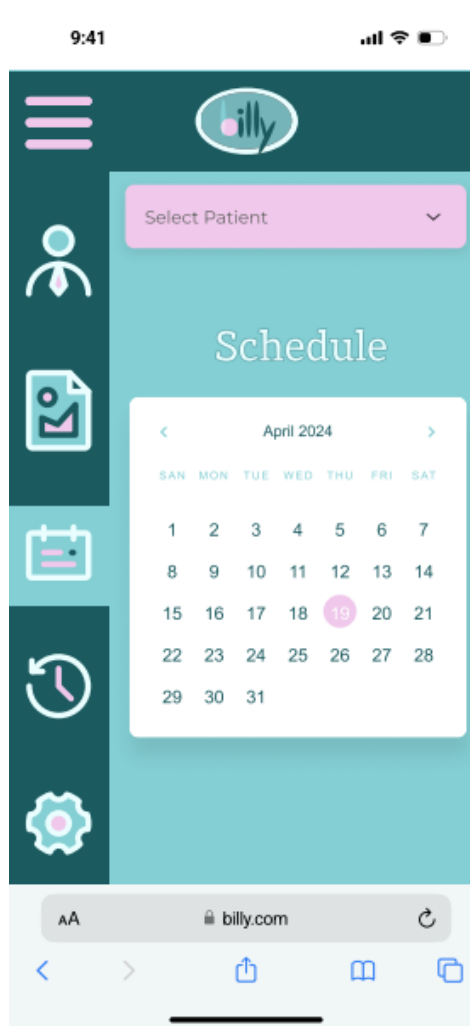 9:41
billy
Select Patient
Schedule
April 2024
SAN MON TUE WED THU FRI SAT
1 2 3 4 5 6 7
8 9 10 11 12 13 14
15 16 17 18 19 20 21
22 23 24 25 26 27 28
29 30 31
AA billy.com